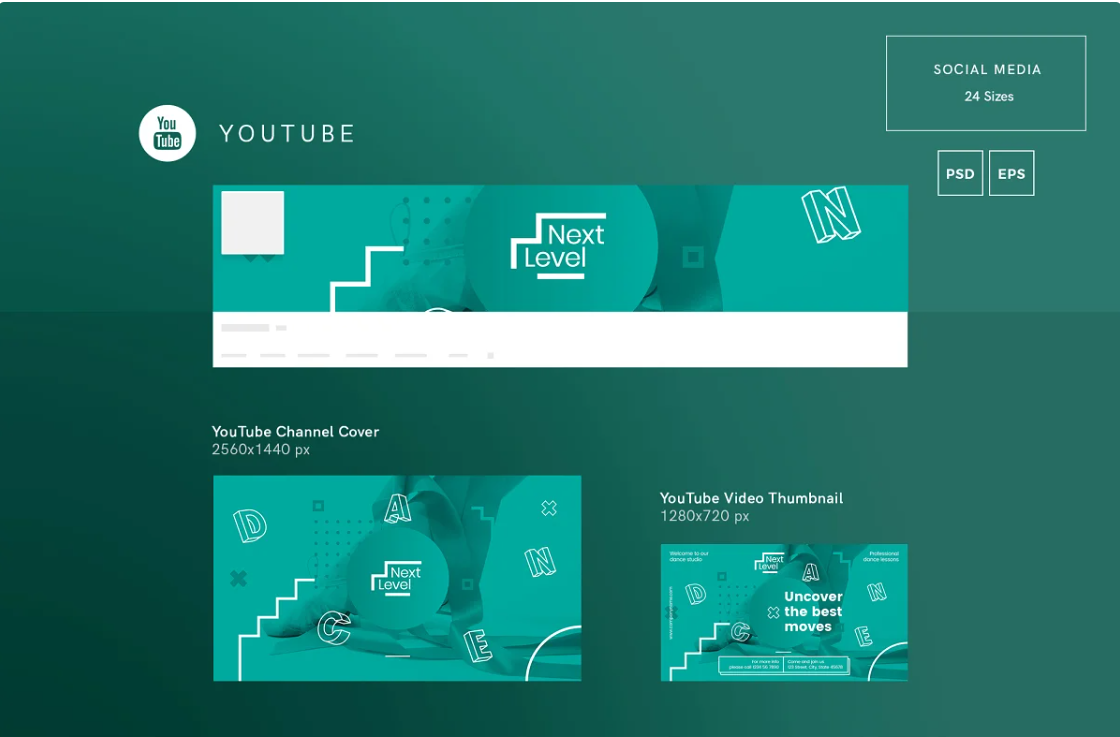 SOCIAL MEDIA
24 Sizes
PSD
EPS
You
Tube
YOUTUBE
Next
Level
N
YouTube Channel Cover
2560x1440 px
D
A
N
C
E
Next
Level
YouTube Video Thumbnail
1280x720 px
Welcome to our
dance studio
Next
Level
Professional
dance lessons
D
A
N
C
E
Uncover
the best
moves
For more info
please call
Come and join us